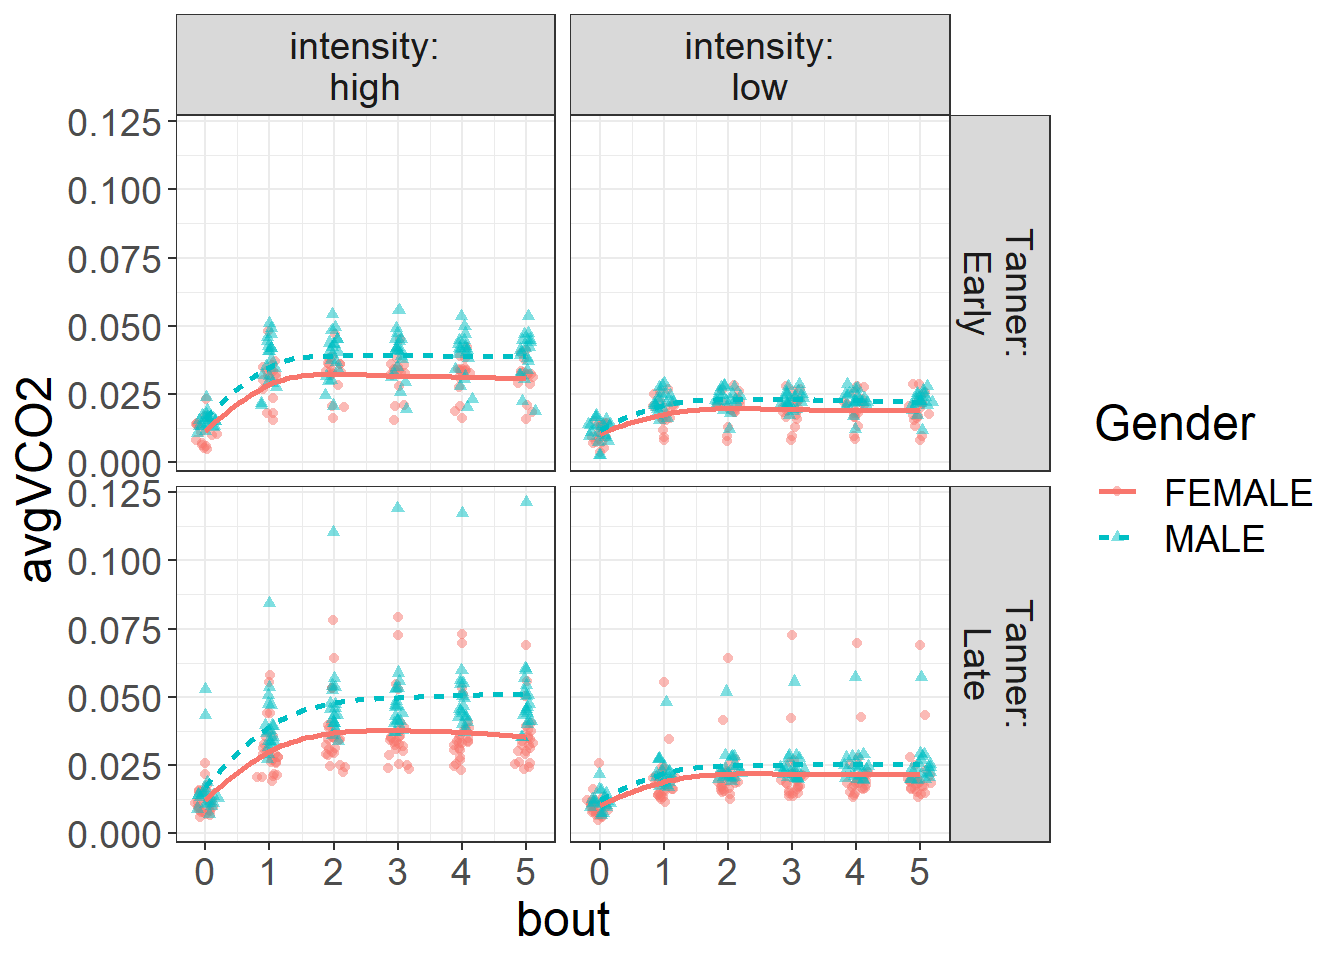 intensity:
high
intensity:
low
0.125
0.100
0.075
0.050
0.025
0.000
Tanner:
Early
0.125
0.100
0.075
0.050
0.025
0.000
Tanner:
Late
avgVCO2
0 1 2 3 4 5
0 1 2 3 4 5
bout
Gender
FEMALE
MALE